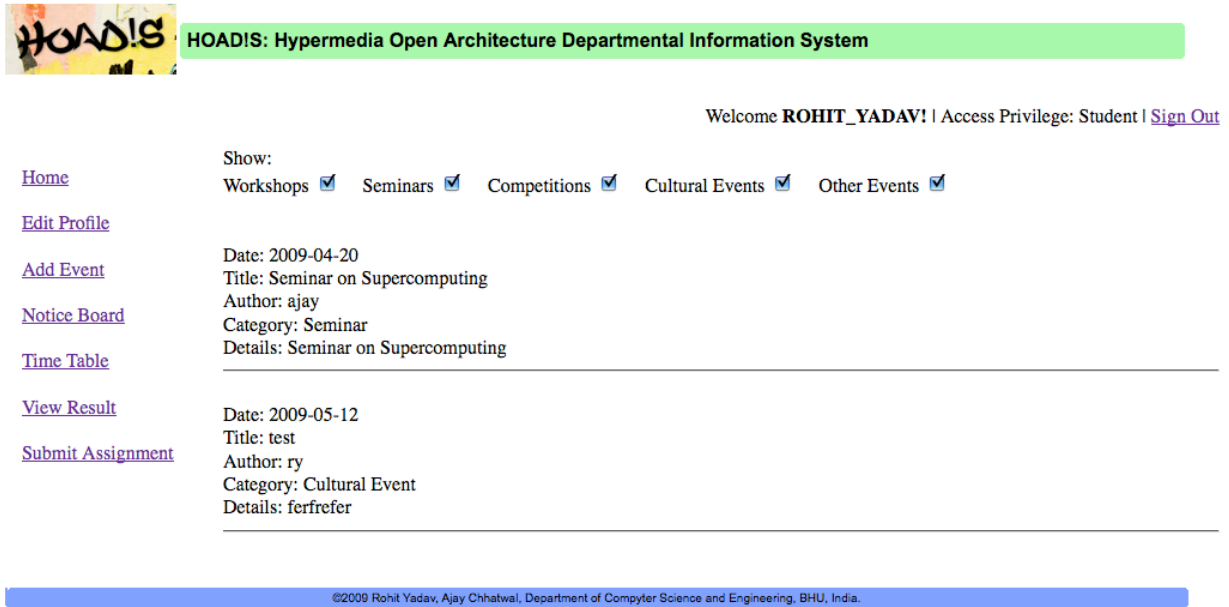 HOAD!S
HOAD!S: Hypermedia Open Architecture Departmental Information System
Welcome ROHIT_YADAV! | Access Privilege: Student | Sign Out
Home
Edit Profile
Add Event
Notice Board
Time Table
View Result
Submit Assignment
Show:
Workshops Seminars Competitions Cultural Events Other Events
Date: 2009-04-20
Title: Seminar on Supercomputing
Author: ajay
Category: Seminar
Details: Seminar on Supercomputing
Date: 2009-05-12
Title: test
Author: ry
Category: Cultural Event
Details: ferfrefer
©2009 Rohit Yadav, Ajay Chhatwal, Department of Compyter Science and Engineering, BHU, India.